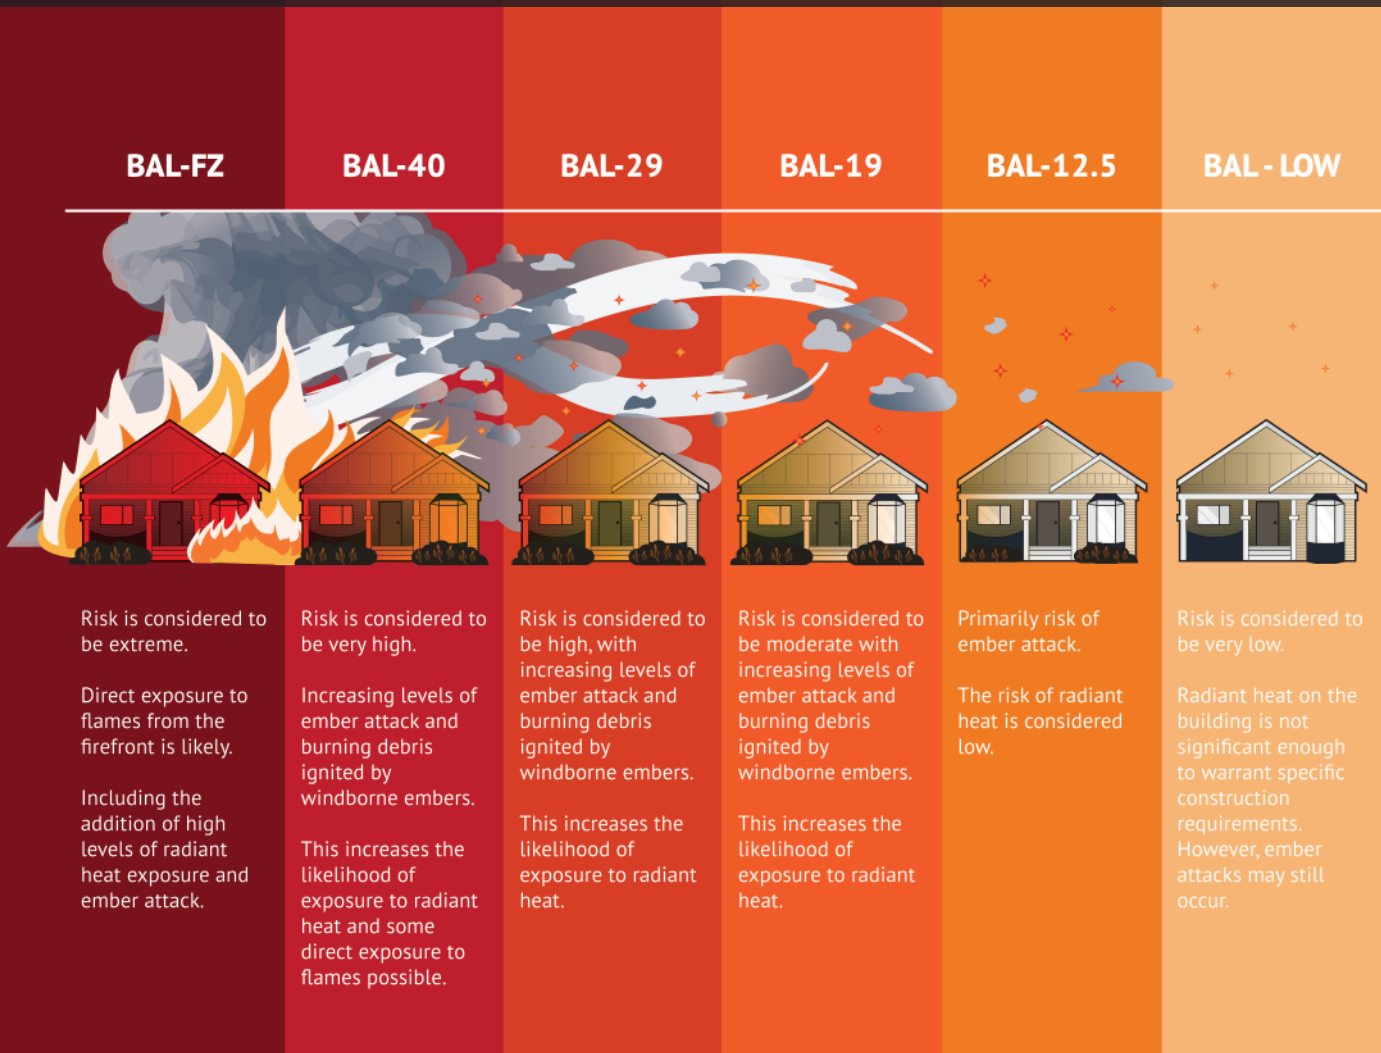 BAL-FZ
BAL-40
BAL-29
BAL-19
BAL-12.5
BAL - LOW
Risk is considered to
be extreme.
Direct exposure to
flames from the
firefront is likely.
Including the
addition of high
levels of radiant
heat exposure and
ember attack.
Risk is considered to
be very high.
Increasing levels of
ember attack and
burning debris
ignited by
windborne embers.
This increases the
likelihood of
exposure to radiant
heat and some
direct exposure to
flames possible.
Risk is considered to
be high, with
increasing levels of
ember attack and
burning debris
ignited by
windborne embers.
This increases the
likelihood of
exposure to radiant
heat.
Risk is considered to
be moderate with
increasing levels of
ember attack and
burning debris
ignited by
windborne embers.
This increases the
likelihood of
exposure to radiant
heat.
Primarily risk of
ember attack.
The risk of radiant
heat is considered
low.
Risk is considered to
be very low.
Radiant heat on the
building is not
significant enough
to warrant specific
construction
requirements.
However, ember
attacks may still
occur.